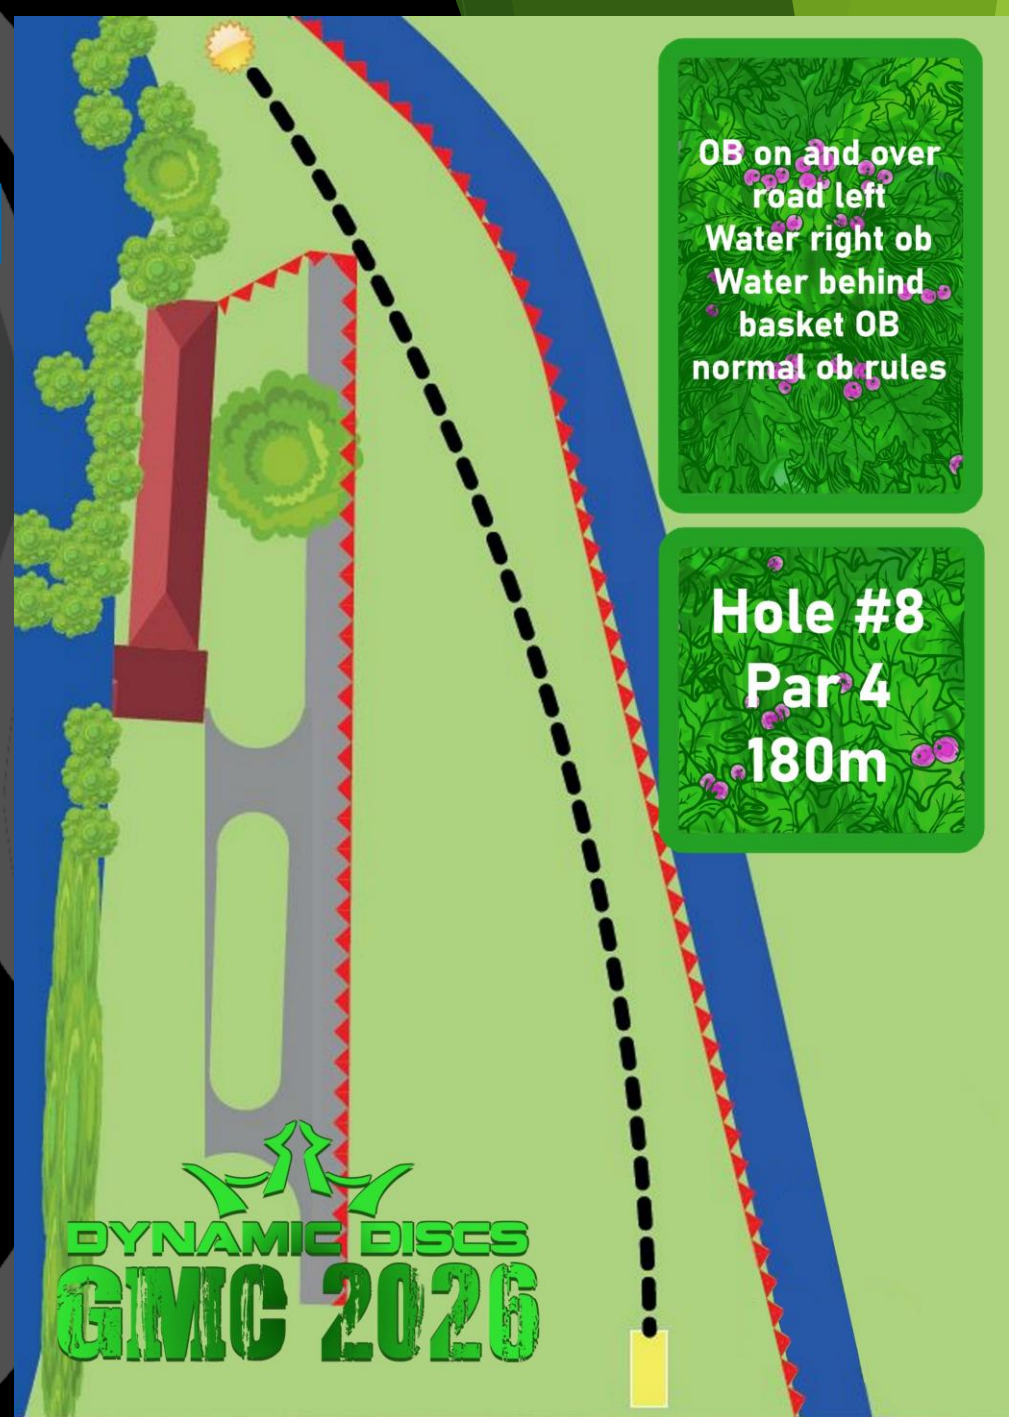 OB on and over
road left
Water right ob
Water behind
basket OB
normal ob rules
Hole #8
Par 4
180m
DYNAMIC DISCS
GMC 2026